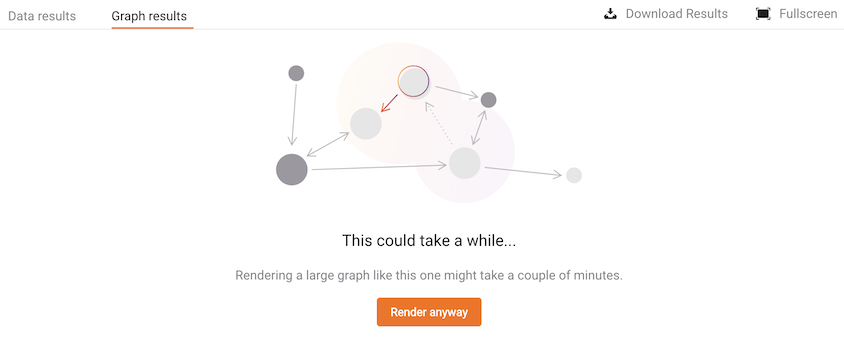 Data results
Graph results
Download Results
Fullscreen
This could take a while...
Rendering a large graph like this one might take a couple of minutes.
Render anyway